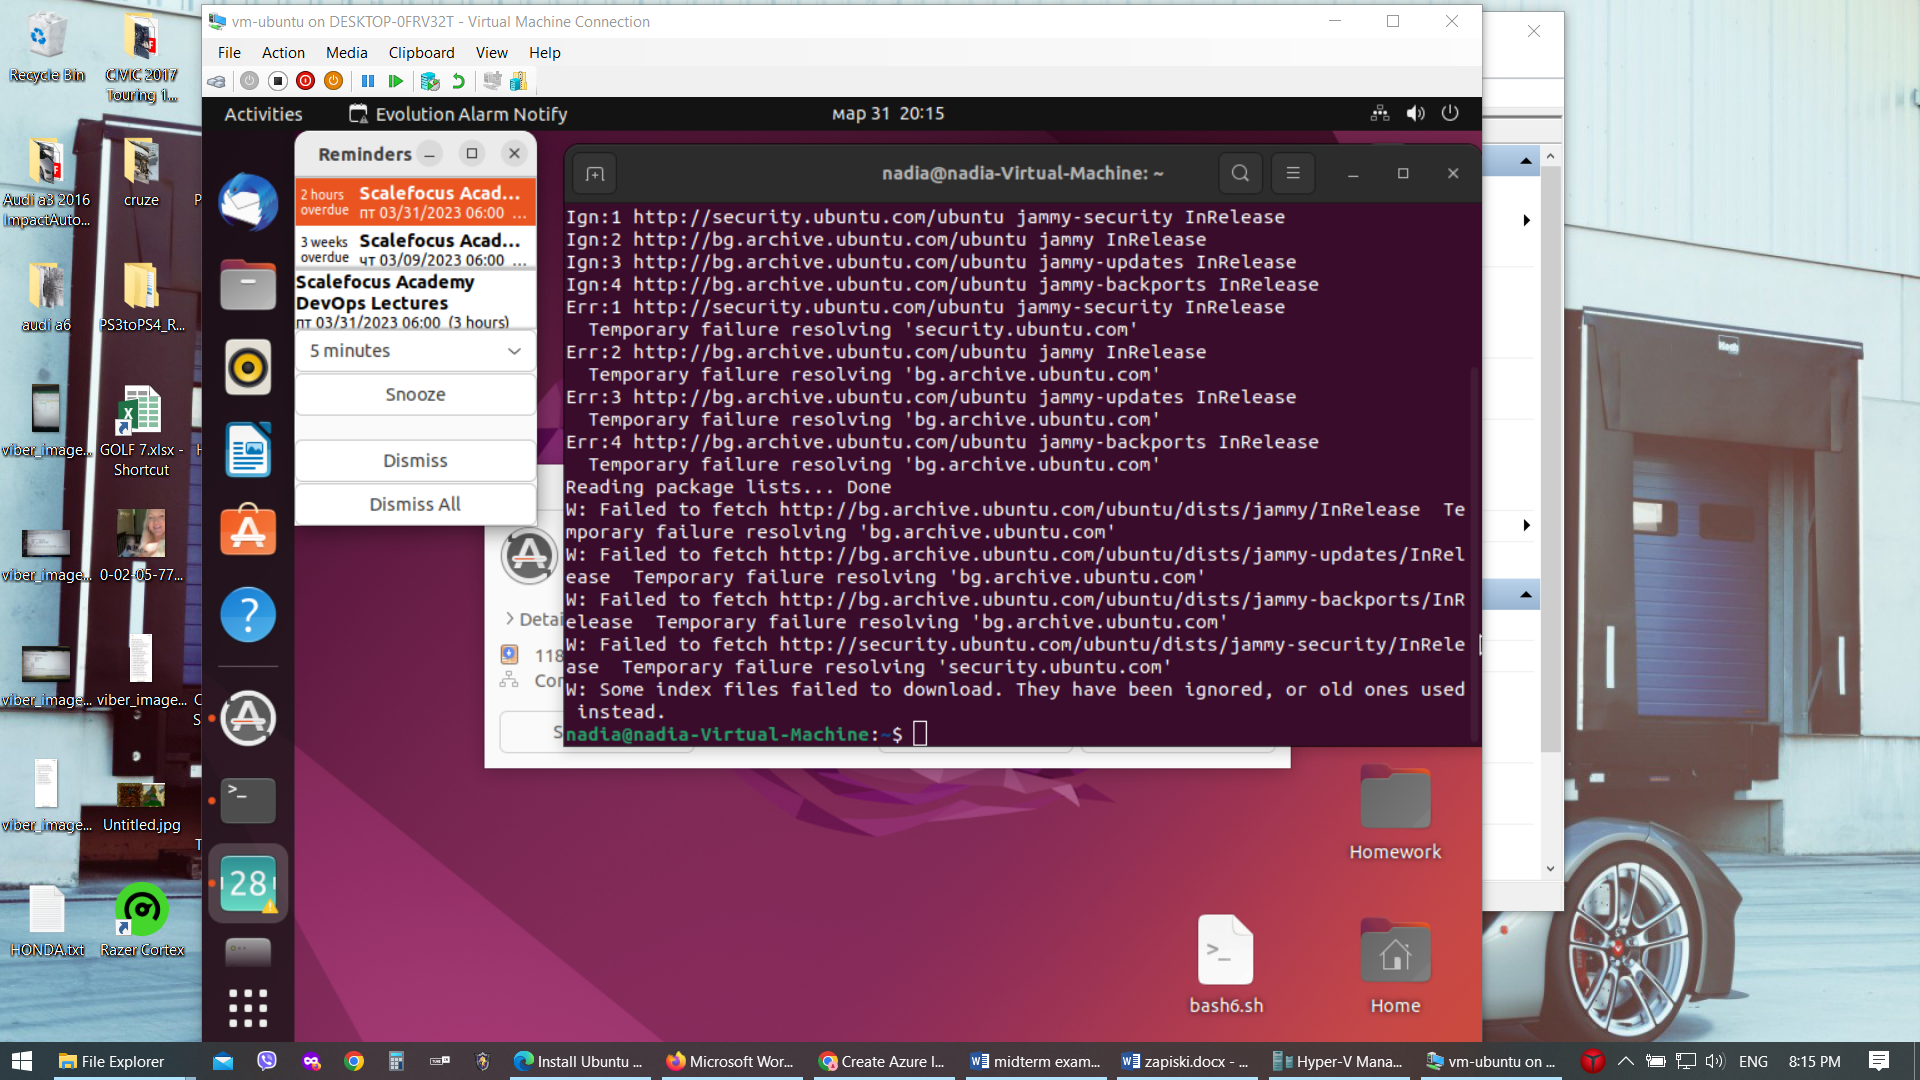 vm-ubuntu on DESKTOP-0FRV32T - Virtual Machine Connection
File Action Media Clipboard View Help
Activities Evolution Alarm Notify мар 31 20:15
Reminders
2 hours overdue Scalefocus Acad...
пт 03/31/2023 06:00 ...
3 weeks overdue Scalefocus Acad...
чт 03/09/2023 06:00 ...
Scalefocus Academy
DevOps Lectures
пт 03/31/2023 06:00 (3 hours)
5 minutes
Snooze
Dismiss
Dismiss All
nadia@nadia-Virtual-Machine: ~
Ign:1 http://security.ubuntu.com/ubuntu jammy-security InRelease
Ign:2 http://bg.archive.ubuntu.com/ubuntu jammy InRelease
Ign:3 http://bg.archive.ubuntu.com/ubuntu jammy-updates InRelease
Ign:4 http://bg.archive.ubuntu.com/ubuntu jammy-backports InRelease
Err:1 http://security.ubuntu.com/ubuntu jammy-security InRelease
Temporary failure resolving 'security.ubuntu.com'
Err:2 http://bg.archive.ubuntu.com/ubuntu jammy InRelease
Temporary failure resolving 'bg.archive.ubuntu.com'
Err:3 http://bg.archive.ubuntu.com/ubuntu jammy-updates InRelease
Temporary failure resolving 'bg.archive.ubuntu.com'
Err:4 http://bg.archive.ubuntu.com/ubuntu jammy-backports InRelease
Temporary failure resolving 'bg.archive.ubuntu.com'
Reading package lists... Done
W: Failed to fetch http://bg.archive.ubuntu.com/ubuntu/dists/jammy/InRelease Te
mporary failure resolving 'bg.archive.ubuntu.com'
W: Failed to fetch http://bg.archive.ubuntu.com/ubuntu/dists/jammy-updates/InRel
ease Temporary failure resolving 'bg.archive.ubuntu.com'
W: Failed to fetch http://bg.archive.ubuntu.com/ubuntu/dists/jammy-backports/InR
elease Temporary failure resolving 'bg.archive.ubuntu.com'
W: Failed to fetch http://security.ubuntu.com/ubuntu/dists/jammy-security/InRele
ase Temporary failure resolving 'security.ubuntu.com'
W: Some index files failed to download. They have been ignored, or old ones used
instead.
nadia@nadia-Virtual-Machine:~$
Detai
118
Con
28
Homework
bash6.sh
Home
Recycle Bin
CIVIC 2017
Touring 1...
Audi a3 2016
ImpactAuto...
cruze
audi a6
PS3toPS4_R...
viber_image...
GOLF 7.xlsx -
Shortcut
viber_image...
0-02-05-77...
viber_image...
viber_image...
viber_image...
Untitled.jpg
HONDA.txt
Razer Cortex
File Explorer
Install Ubuntu ...
Microsoft Wor...
Create Azure I...
midterm exam...
zapiski.docx - ...
Hyper-V Mana...
vm-ubuntu on ...
ENG
8:15 PM